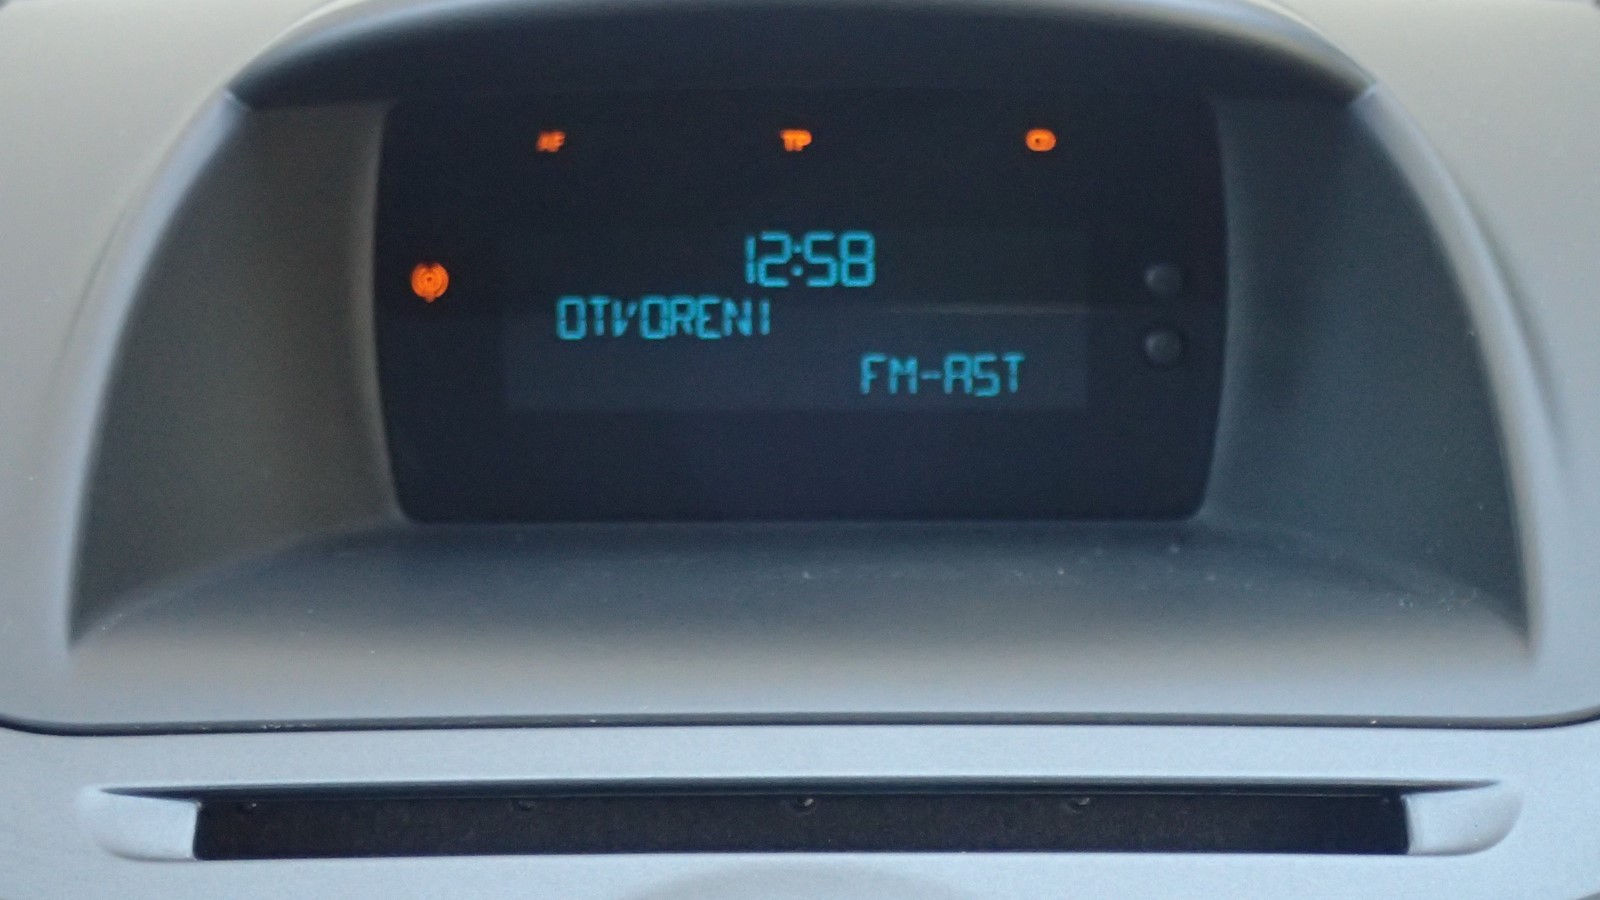 AF TP
12:58
OTVORENI
FM-AST